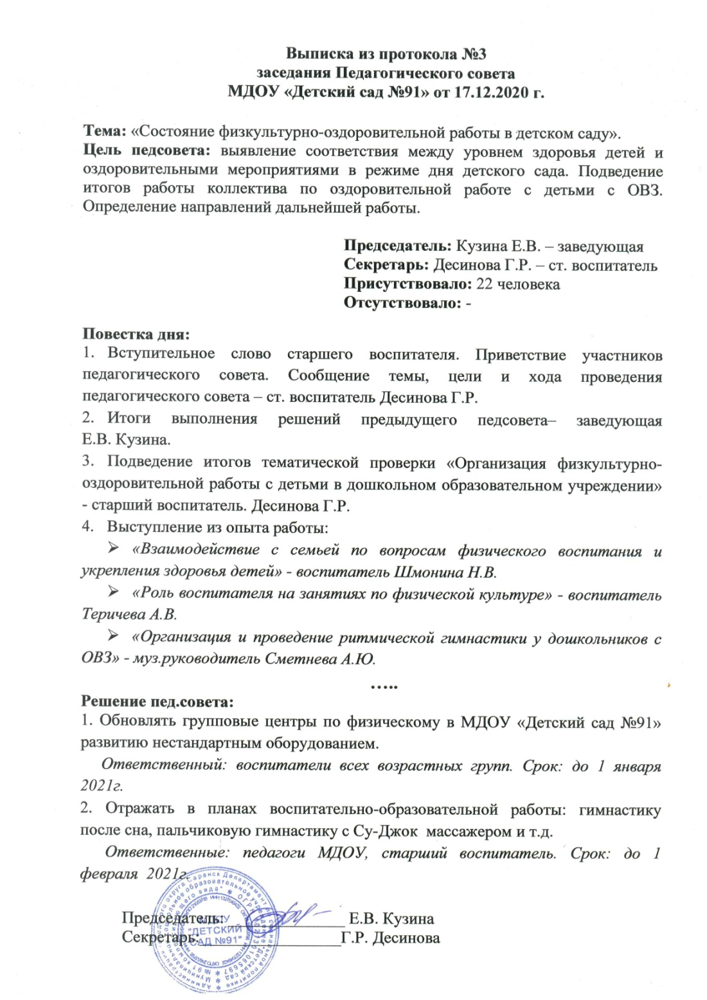 Выписка из протокола №3
заседания Педагогического совета
МДОУ «Детский сад №91» от 17.12.2020 г.
Тема: «Состояние физкультурно-оздоровительной работы в детском саду».
Цель педсовета: выявление соответствия между уровнем здоровья детей и
оздоровительными мероприятиями в режиме дня детского сада. Подведение
итогов работы коллектива по оздоровительной работе с детьми с ОВЗ.
Определение направлений дальнейшей работы.
Председатель: Кузина Е.В. – заведующая
Секретарь: Десинова Г.Р. – ст. воспитатель
Присутствовало: 22 человека
Отсутствовало: -
Повестка дня:
1. Вступительное слово старшего воспитателя. Приветствие участников
педагогического совета. Сообщение темы, цели и хода проведения
педагогического совета – ст. воспитатель Десинова Г.Р.
2. Итоги выполнения решений предыдущего педсовета– заведующая
Е.В. Кузина.
3. Подведение итогов тематической проверки «Организация физкультурно-
оздоровительной работы с детьми в дошкольном образовательном учреждении»
- старший воспитатель. Десинова Г.Р.
4. Выступление из опыта работы:
➢ «Взаимодействие с семьей по вопросам физического воспитания и
укрепления здоровья детей» - воспитатель Шмонина Н.В.
➢ «Роль воспитателя на занятиях по физической культуре» - воспитатель
Теричева А.В.
➢ «Организация и проведение ритмической гимнастики у дошкольников с
ОВЗ» - муз.руководитель Сметнева А.Ю.
…..
Решение пед.совета:
1. Обновлять групповые центры по физическому в МДОУ «Детский сад №91»
развитию нестандартным оборудованием.
Ответственный: воспитатели всех возрастных групп. Срок: до 1 января
2021г.
2. Отражать в планах воспитательно-образовательной работы: гимнастику
после сна, пальчиковую гимнастику с Су-Джок массажером и т.д.
Ответственные: педагоги МДОУ, старший воспитатель. Срок: до 1
февраля 2021г.
Председатель: ______________ Е.В. Кузина
Секретарь: ________________Г.Р. Десинова
МДОУ
"ДЕТСКИЙ
САД №91"